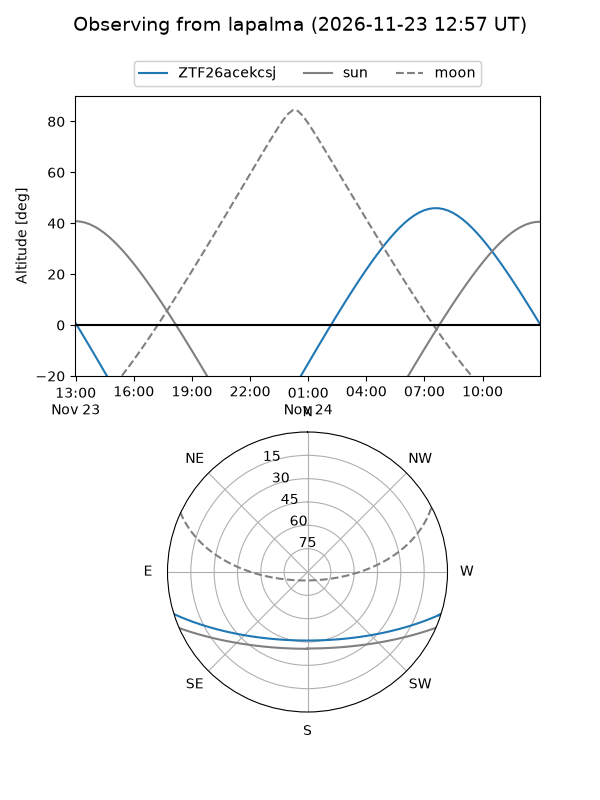 Observing from lapalma (2026-11-23 12:57 UT)
ZTF26acekcsj sun moon
Altitude [deg]
80
60
40
20
0
−20
13:00 16:00 19:00 22:00 01:00 04:00 07:00 10:00
Nov 23 Nov 24
N
NE NW
15
30
45
60
75
E W
SE SW
S